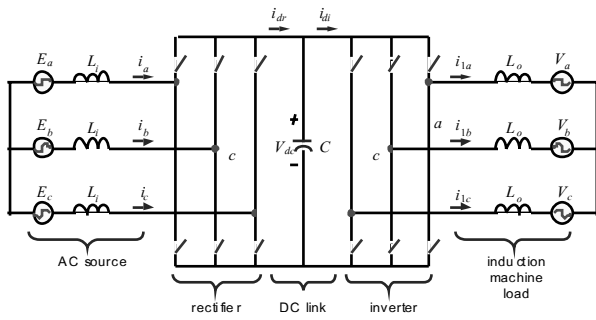 i_dr i_di
E_a L_i i_a i_1a L_o V_a
a
E_b L_i i_b i_1b L_o V_b
c V_dc + C - c
E_c L_i i_c i_1c L_o V_c
AC source
rectifier
DC link
inverter
induction
machine
load